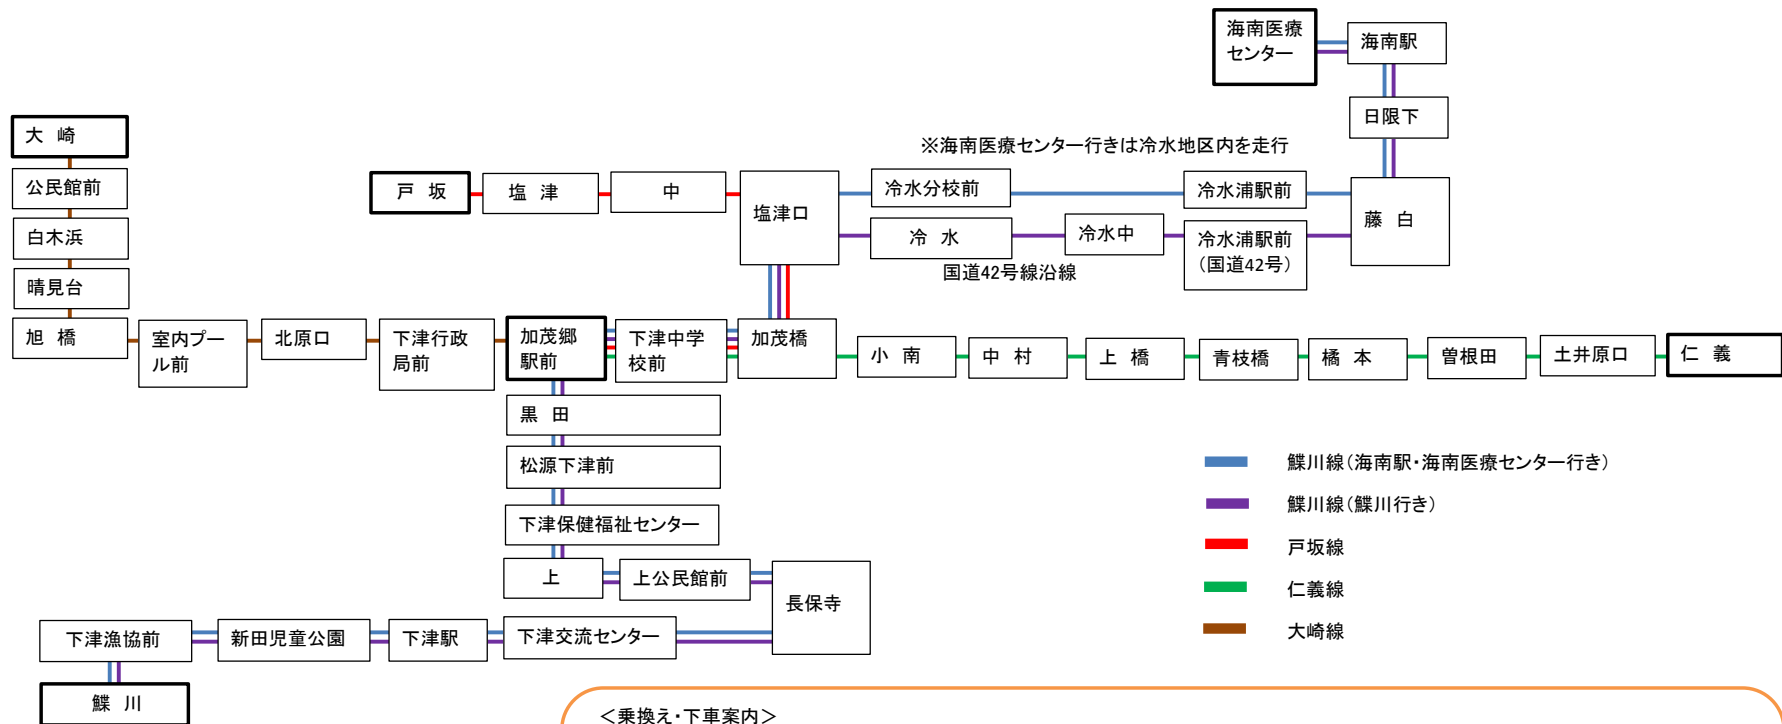 海南医療
センター
海南駅
日限下
大 崎
公民館前
白木浜
晴見台
旭 橋
※海南医療センター行きは冷水地区内を走行
戸 坂
塩 津
中
塩津口
冷水分校前
冷水浦駅前
藤 白
冷 水
冷水中
冷水浦駅前
（国道42号）
国道42号線沿線
室内プー
ル前
北原口
下津行政
局前
加茂郷
駅前
下津中学
校前
加茂橋
小 南
中 村
上 橋
青枝橋
橘 本
曽根田
土井原口
仁 義
黒 田
松源下津前
下津保健福祉センター
上
上公民館前
長保寺
下津漁協前
新田児童公園
下津駅
下津交流センター
鰈 川
鰈川線（海南駅・海南医療センター行き）
鰈川線（鰈川行き）
戸坂線
仁義線
大崎線
＜乗換え・下車案内＞